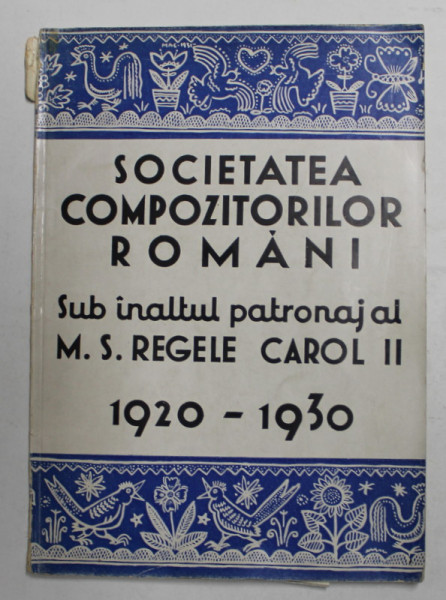 SOCIETATEA
COMPOZITORILOR
ROMÂNI
Sub înaltul patronaj al
M. S. REGELE CAROL II
1920 - 1930